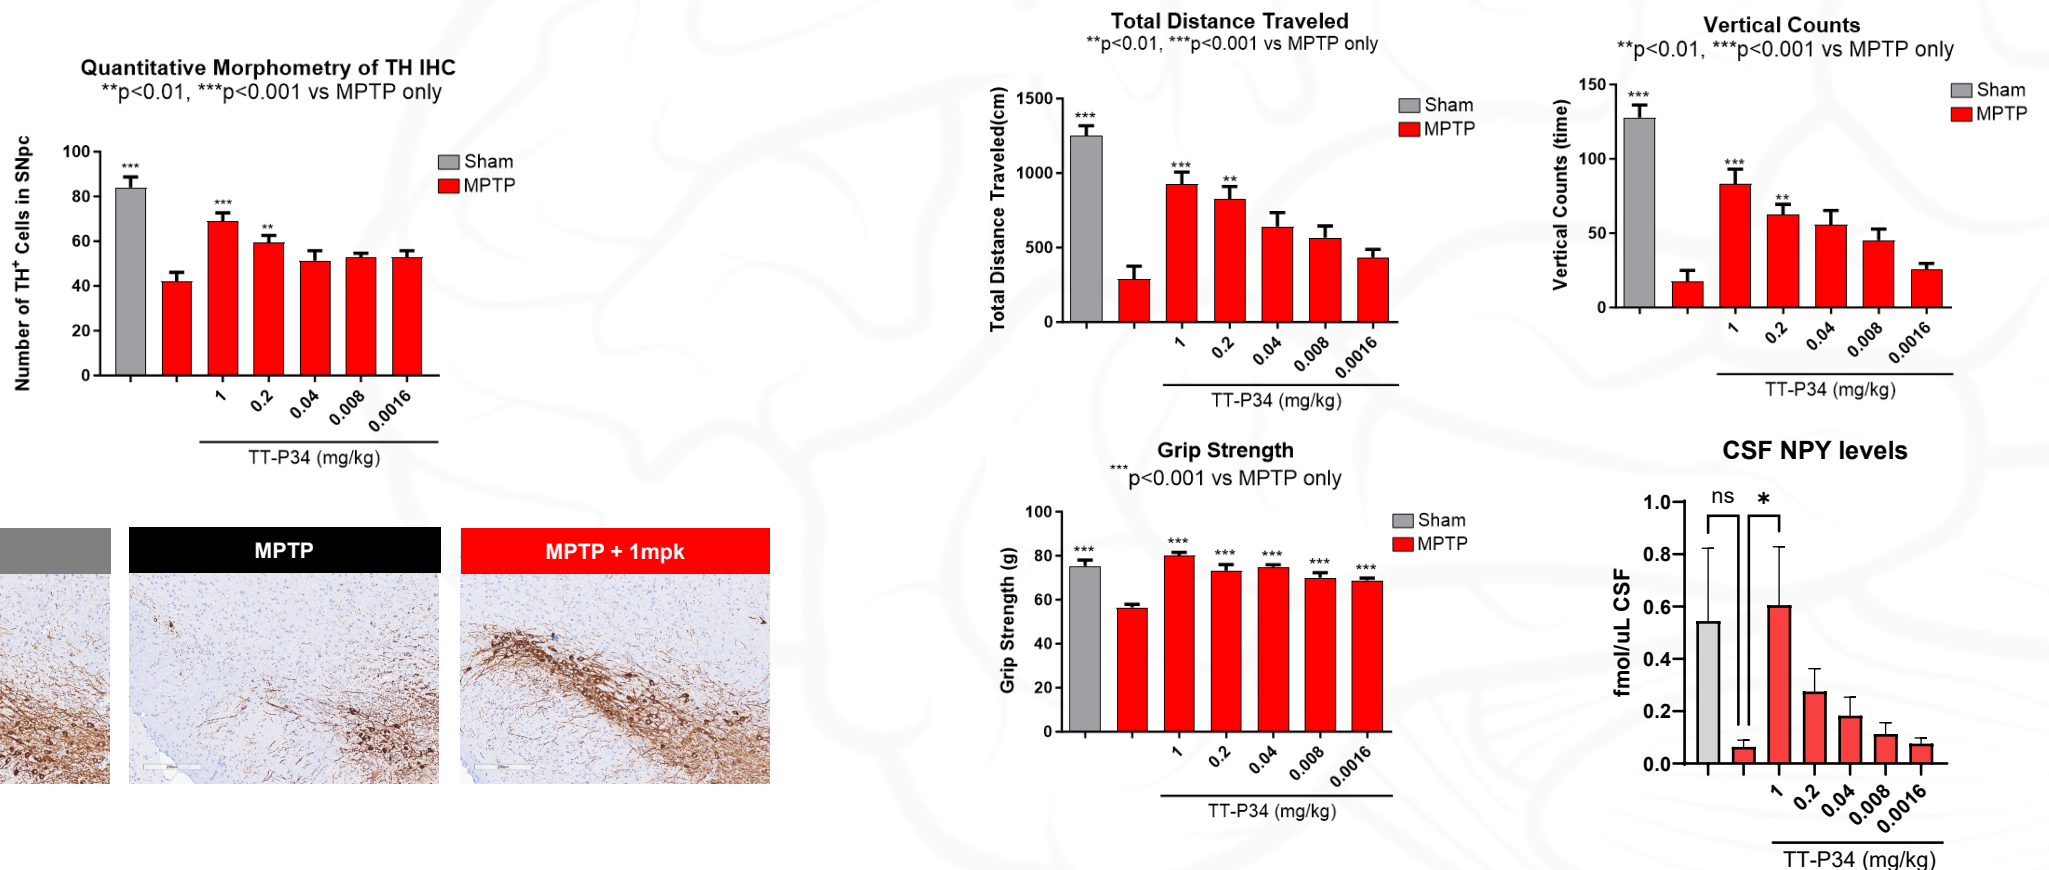 Quantitative Morphometry of TH IHC
**p<0.01, ***p<0.001 vs MPTP only
Number of TH+ Cells in SNpc
100
80
60
40
20
0
***
***
**
Sham
MPTP
1
0.2
0.04
0.008
0.0016
TT-P34 (mg/kg)
MPTP
MPTP + 1mpk
Total Distance Traveled
**p<0.01, ***p<0.001 vs MPTP only
Total Distance Traveled(cm)
1500
1000
500
0
***
***
**
Sham
MPTP
1
0.2
0.04
0.008
0.0016
TT-P34 (mg/kg)
Vertical Counts
**p<0.01, ***p<0.001 vs MPTP only
Vertical Counts (time)
150
100
50
0
***
***
**
Sham
MPTP
1
0.2
0.04
0.008
0.0016
TT-P34 (mg/kg)
Grip Strength
***p<0.001 vs MPTP only
Grip Strength (g)
100
80
60
40
20
0
***
***
***
***
***
***
Sham
MPTP
1
0.2
0.04
0.008
0.0016
TT-P34 (mg/kg)
CSF NPY levels
fmol/uL CSF
1.0
0.8
0.6
0.4
0.2
0.0
ns
*
1
0.2
0.04
0.008
0.0016
TT-P34 (mg/kg)